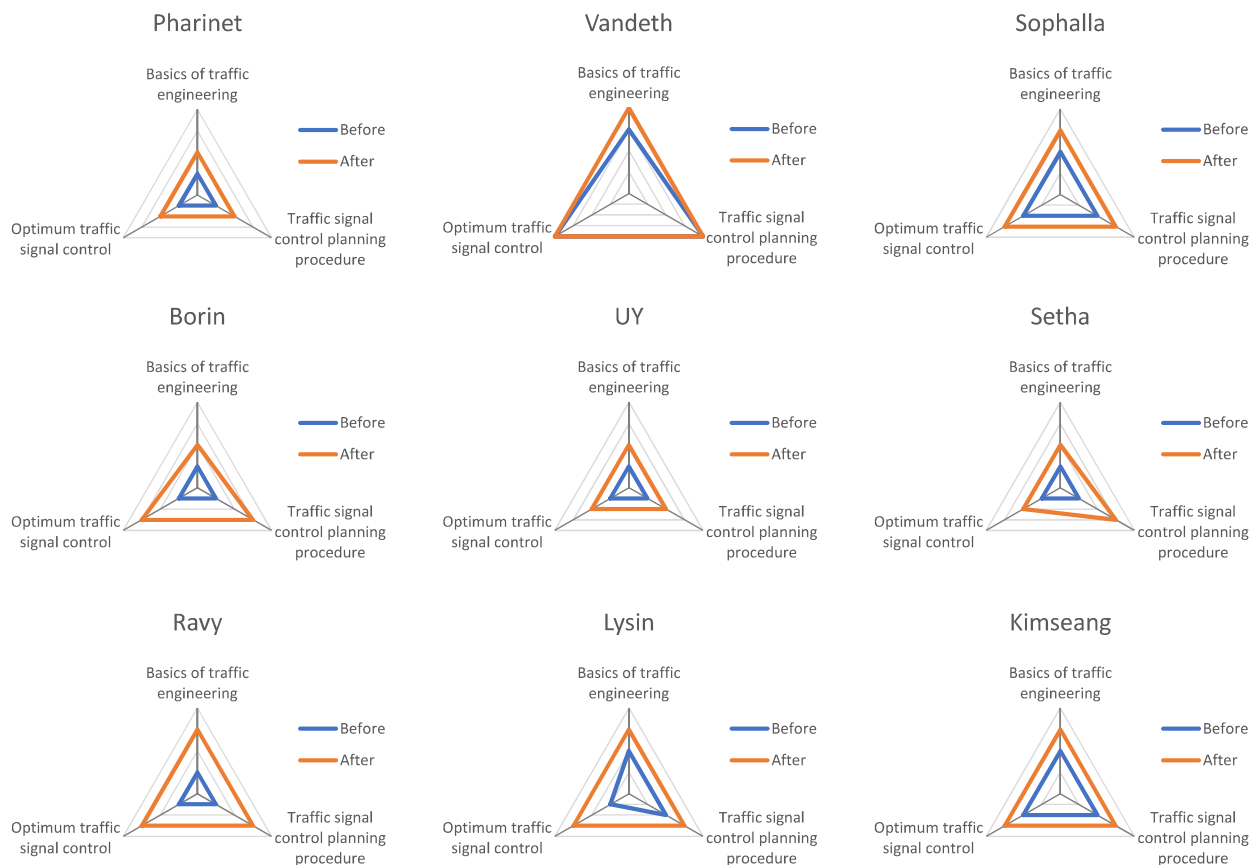 Pharinet
Basics of traffic
engineering
Before
After
Optimum traffic
signal control
Traffic signal
control planning
procedure
Vandeth
Basics of traffic
engineering
Before
After
Optimum traffic
signal control
Traffic signal
control planning
procedure
Sophalla
Basics of traffic
engineering
Before
After
Optimum traffic
signal control
Traffic signal
control planning
procedure
Borin
Basics of traffic
engineering
Before
After
Optimum traffic
signal control
Traffic signal
control planning
procedure
UY
Basics of traffic
engineering
Before
After
Optimum traffic
signal control
Traffic signal
control planning
procedure
Setha
Basics of traffic
engineering
Before
After
Optimum traffic
signal control
Traffic signal
control planning
procedure
Ravy
Basics of traffic
engineering
Before
After
Optimum traffic
signal control
Traffic signal
control planning
procedure
Lysin
Basics of traffic
engineering
Before
After
Optimum traffic
signal control
Traffic signal
control planning
procedure
Kimseang
Basics of traffic
engineering
Before
After
Optimum traffic
signal control
Traffic signal
control planning
procedure